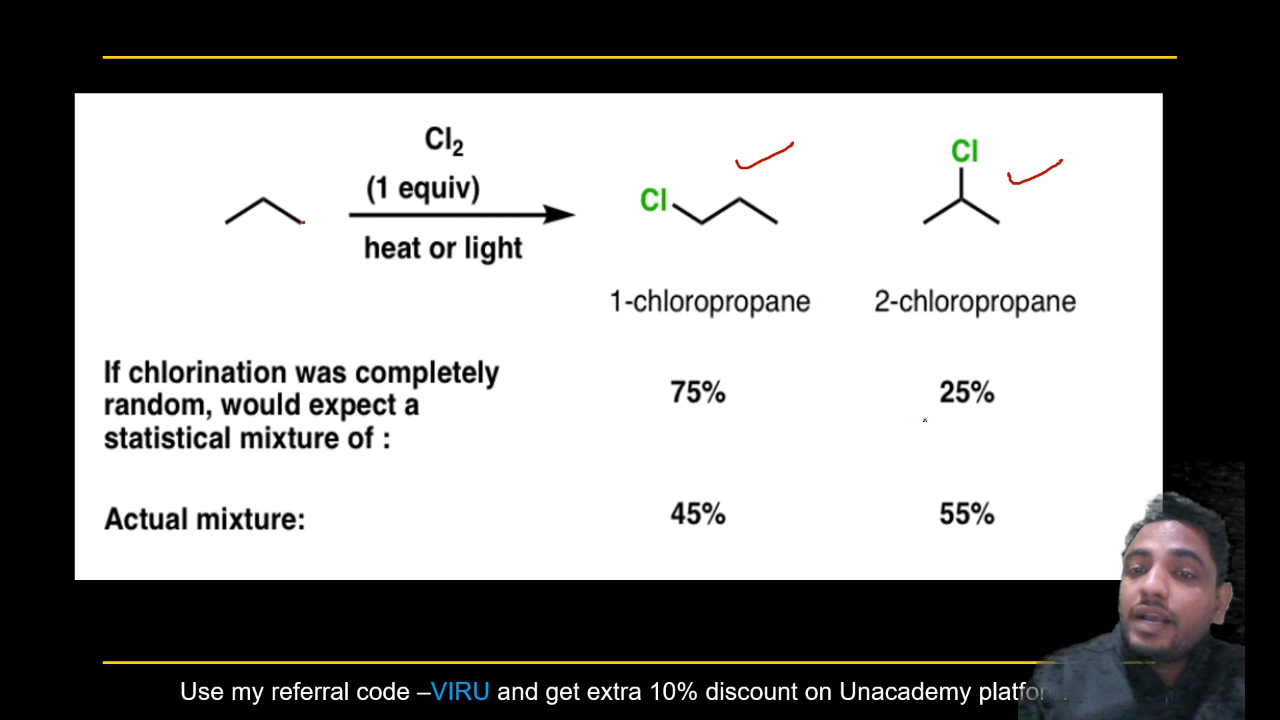 Cl2
(1 equiv)
heat or light
Cl
Cl
1-chloropropane
2-chloropropane
If chlorination was completely
random, would expect a
statistical mixture of :
75%
25%
Actual mixture:
45%
55%
Use my referral code –VIRU and get extra 10% discount on Unacademy